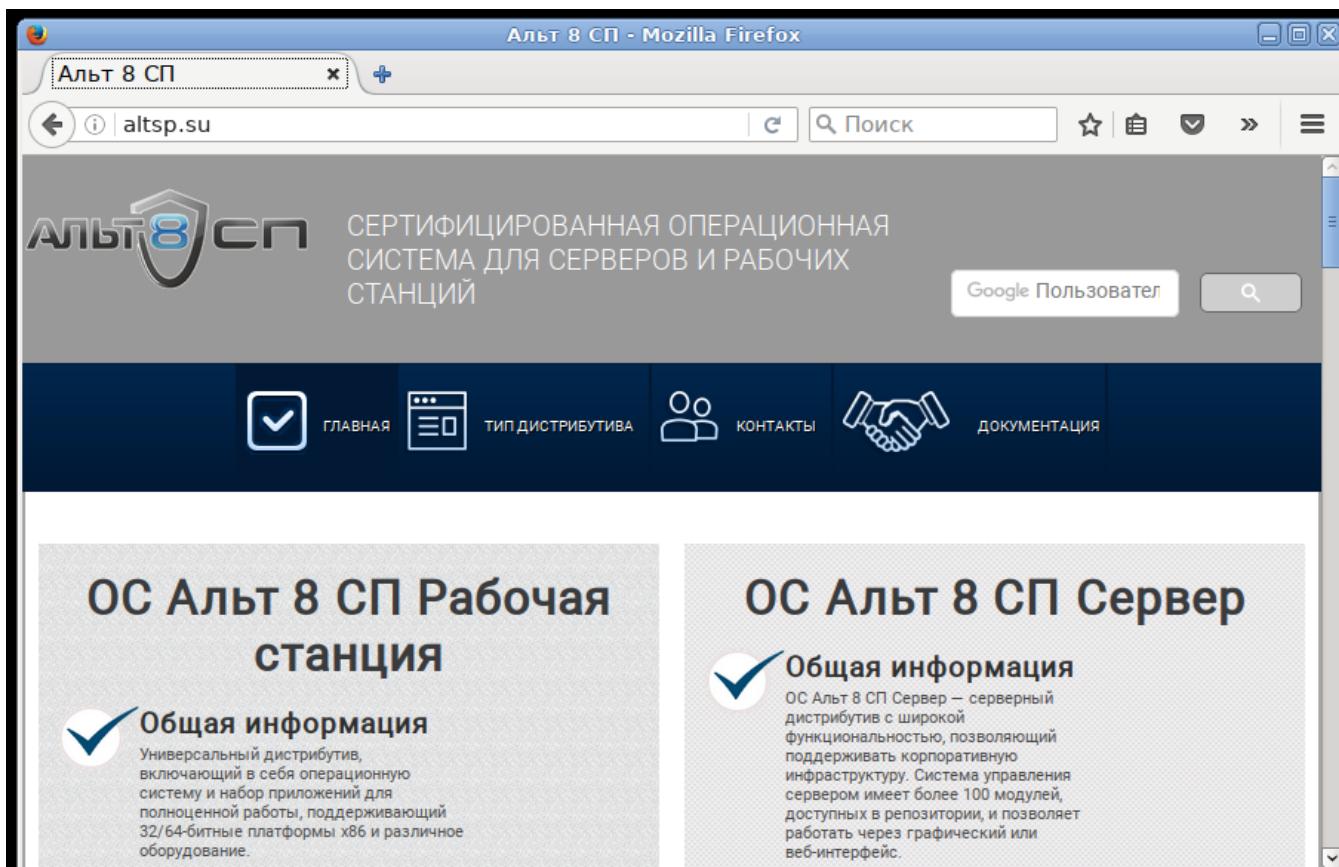 Альт 8 СП - Mozilla Firefox
Альт 8 СП
altsp.su
Поиск
АЛЬТ 8 СП
СЕРТИФИЦИРОВАННАЯ ОПЕРАЦИОННАЯ
СИСТЕМА ДЛЯ СЕРВЕРОВ И РАБОЧИХ
СТАНЦИЙ
Google Пользовател
ГЛАВНАЯ
ТИП ДИСТРИБУТИВА
КОНТАКТЫ
ДОКУМЕНТАЦИЯ
ОС Альт 8 СП Рабочая
станция
Общая информация
Универсальный дистрибутив,
включающий в себя операционную
систему и набор приложений для
полноценной работы, поддерживающий
32/64-битные платформы x86 и различное
оборудование.
ОС Альт 8 СП Сервер
Общая информация
ОС Альт 8 СП Сервер — серверный
дистрибутив с широкой
функциональностью, позволяющий
поддерживать корпоративную
инфраструктуру. Система управления
сервером имеет более 100 модулей,
доступных в репозитории, и позволяет
работать через графический или
веб-интерфейс.